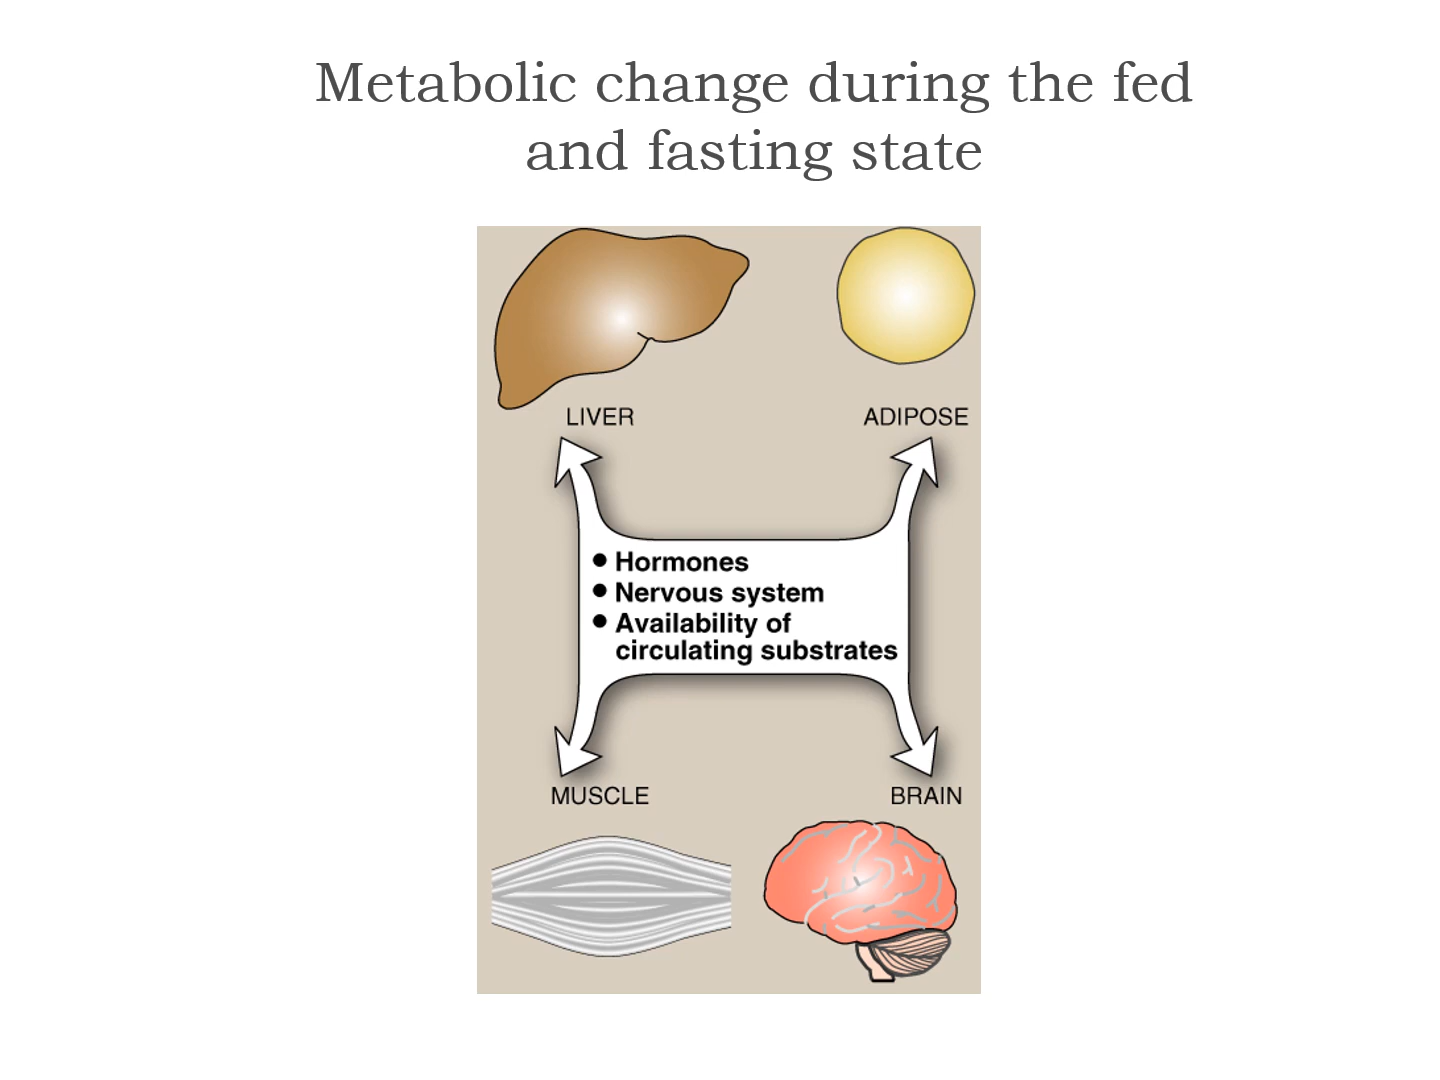 Metabolic change during the fed
and fasting state
LIVER
ADIPOSE
• Hormones
• Nervous system
• Availability of
circulating substrates
MUSCLE
BRAIN